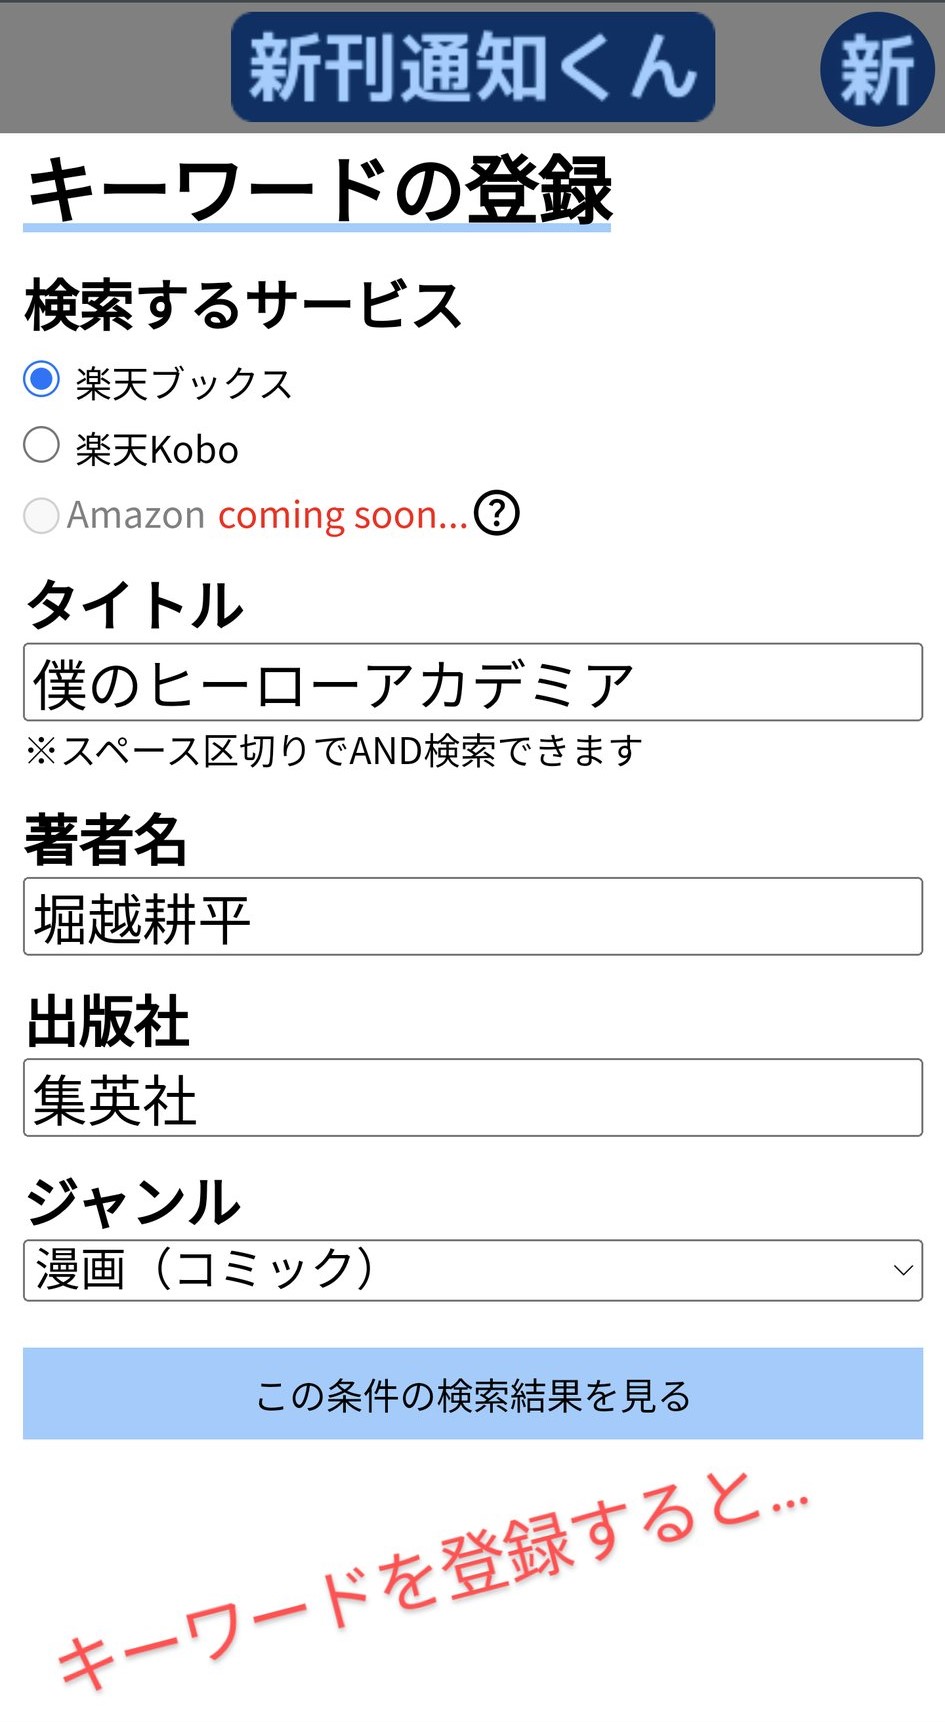 新刊通知くん
新
キーワードの登録
検索するサービス
楽天ブックス
楽天Kobo
Amazon coming soon...?
タイトル
僕のヒーローアカデミア
※スペース区切りでAND検索できます
著者名
堀越耕平
出版社
集英社
ジャンル
漫画（コミック）
この条件の検索結果を見る
キーワードを登録すると...